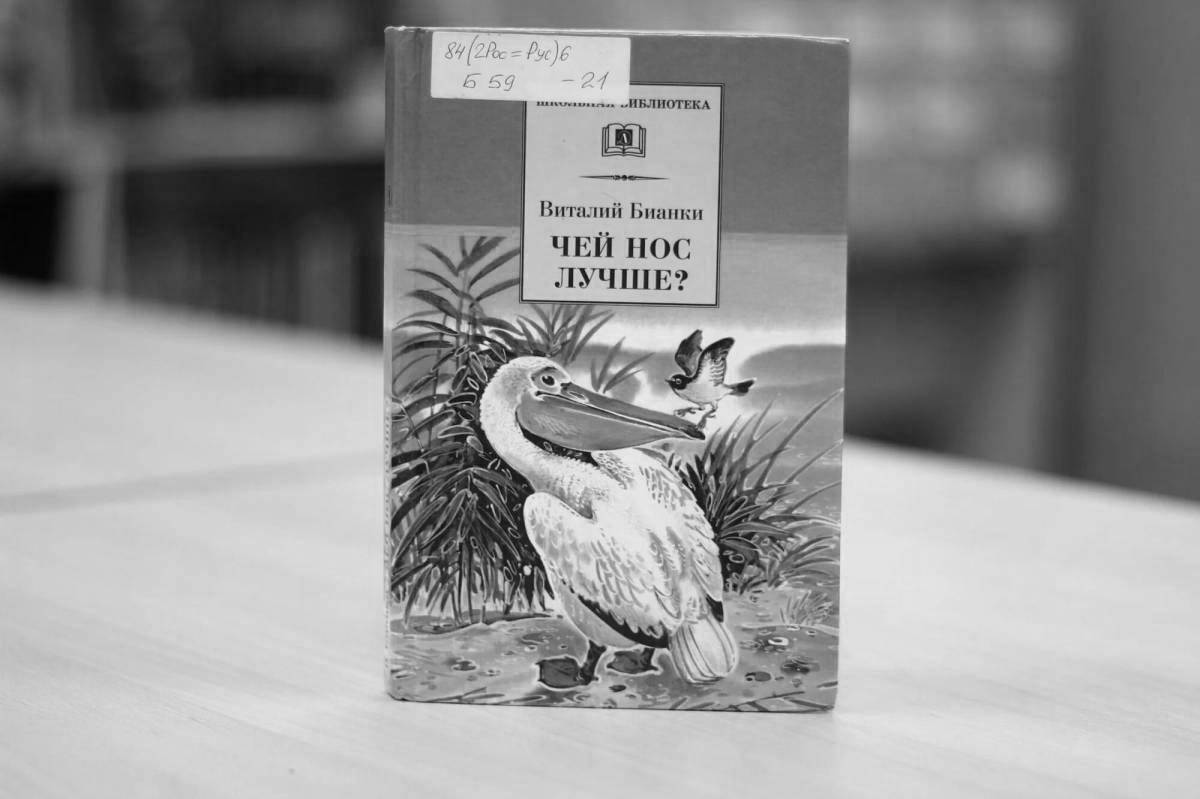 84(2Рос=Рус)6
Б 59 -21
ШКОЛЬНАЯ БИБЛИОТЕКА
Виталий Бианки
ЧЕЙ НОС
ЛУЧШЕ?